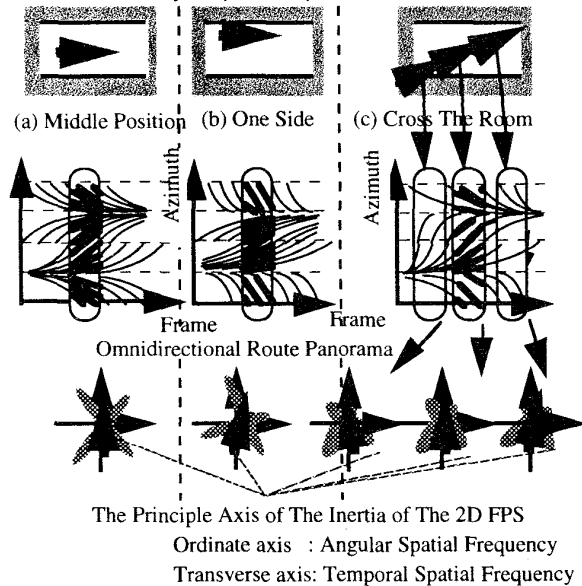 (a) Middle Position
(b) One Side
(c) Cross The Room
Azimuth
Azimuth
Frame
Frame
Omnidirectional Route Panorama
The Principle Axis of The Inertia of The 2D FPS
Ordinate axis : Angular Spatial Frequency
Transverse axis: Temporal Spatial Frequency